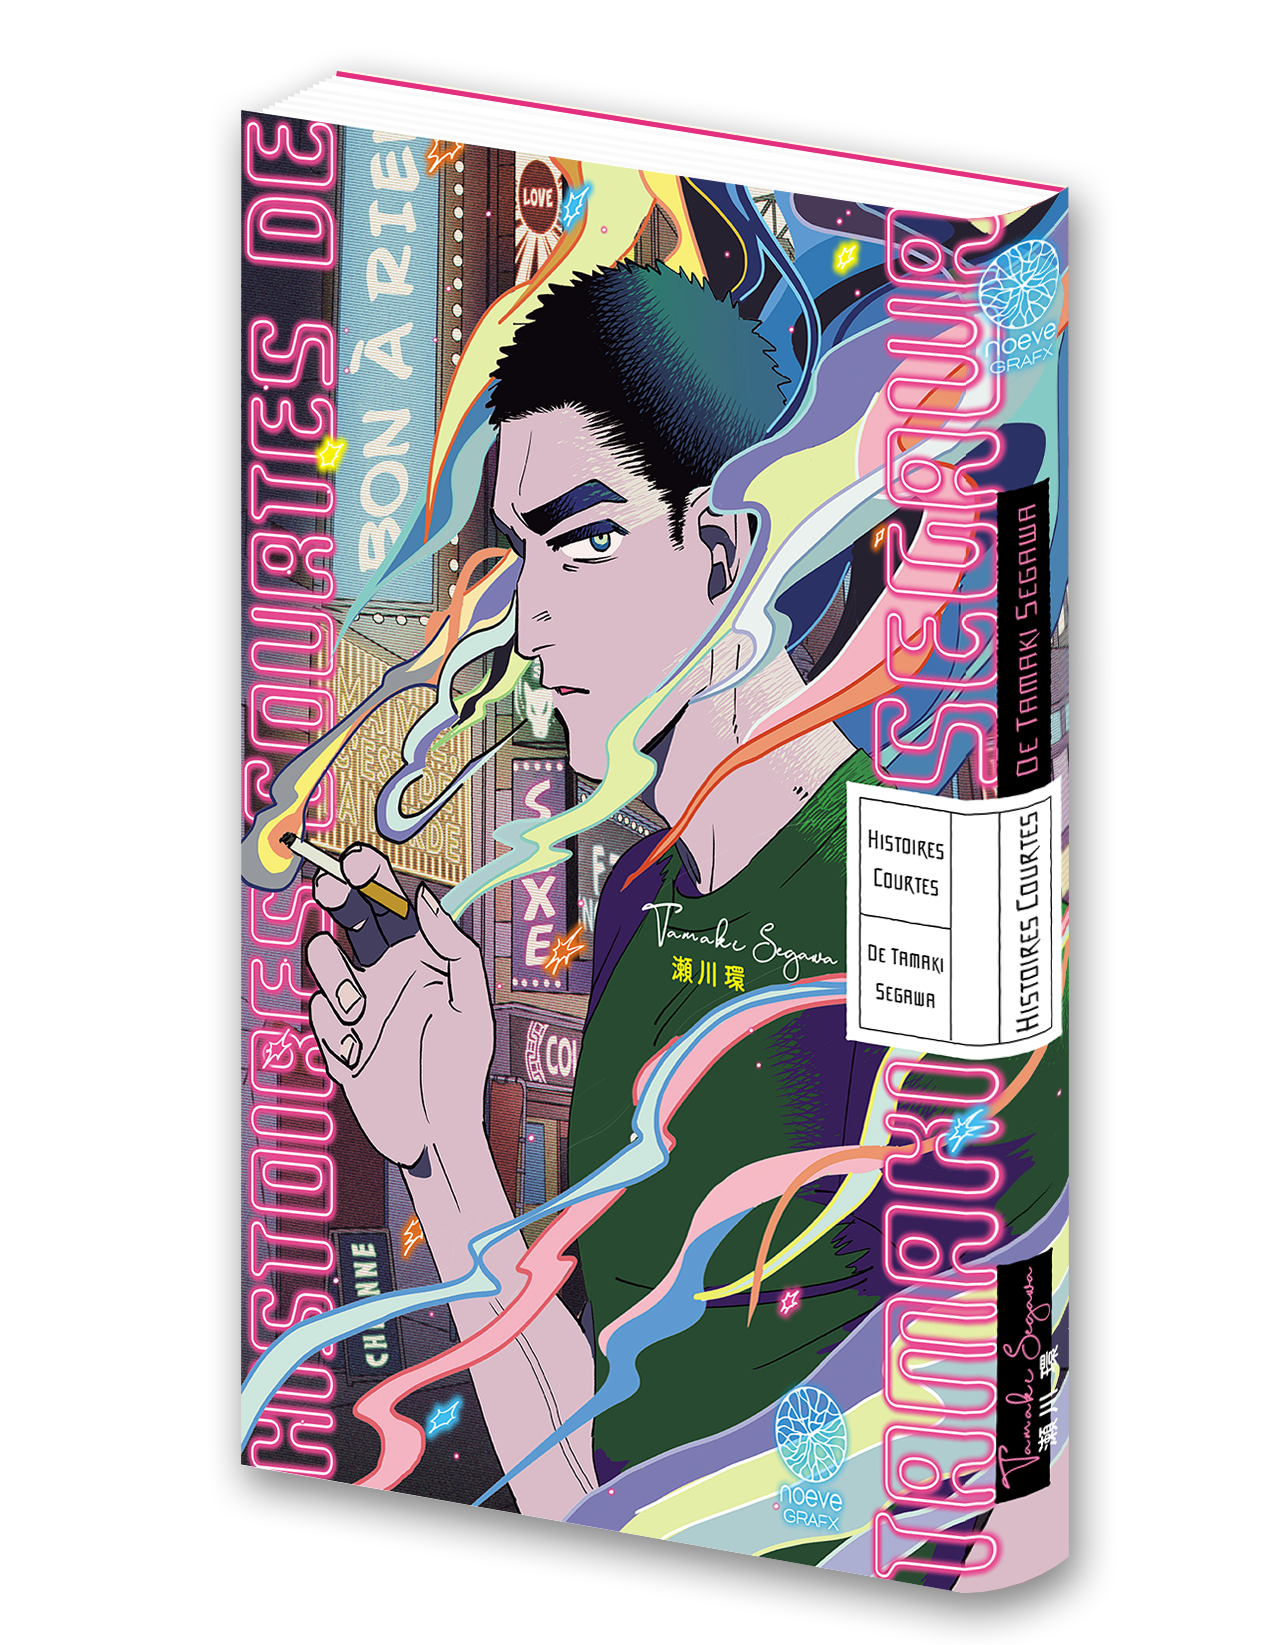 HISTOIRES COURTES DE
TAMAKI SEGAWA
BON À RIEN
LOVE
SEXE
CO
Tamaki Segawa
瀬川環
HISTOIRES
COURTES
DE TAMAKI
SEGAWA
noeve
GRAFX
noeve
GRAFX
DE TAMAKI SEGAWA
HISTOIRES COURTES
Tamaki Segawa
瀬川環